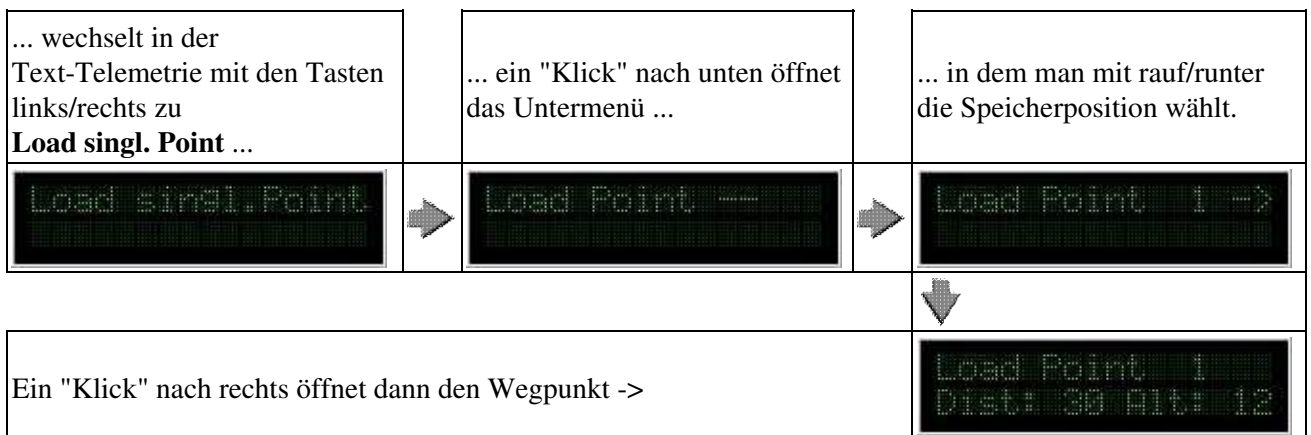 ... wechselt in der
Text-Telemetrie mit den Tasten
links/rechts zu
Load singl. Point ...
... ein "Klick" nach unten öffnet
das Untermenü ...
... in dem man mit rauf/runter
die Speicherposition wählt.
Load singl.Point
Load Point --
Load Point 1 ->
Ein "Klick" nach rechts öffnet dann den Wegpunkt ->
Load Point 1
Dist: 30 Alt: 12